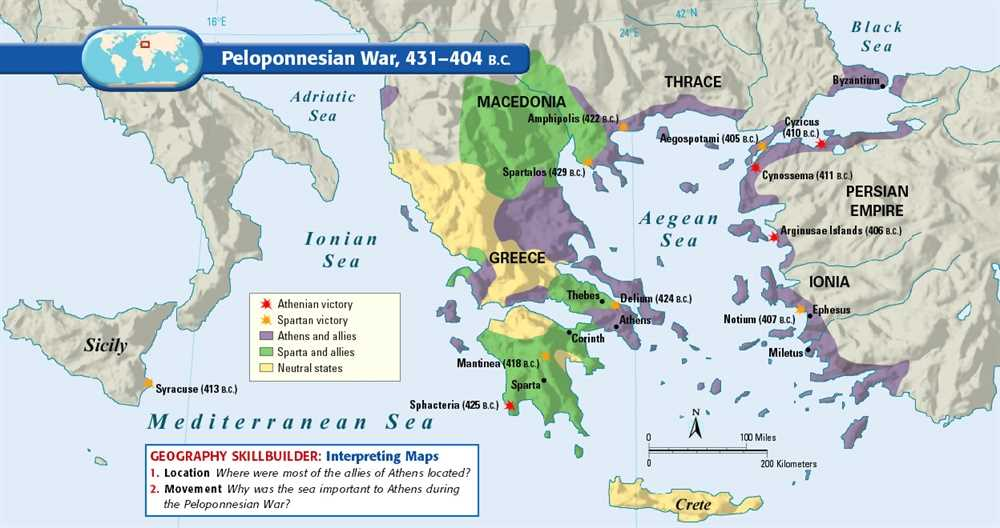 16°E
42°N
24°E
Peloponnesian War, 431–404 B.C.
Black
Sea
Adriatic
Sea
THRACE
Byzantium
MACEDONIA
Amphipolis (422 B.C.)
Cyzicus
(410 B.C.)
Aegospotami (405 B.C.)
Spartalos (429 B.C.)
Cynossema (411 B.C.)
PERSIAN
EMPIRE
Aegean
Sea
Arginusae Islands (406 B.C.)
Ionian
Sea
GREECE
IONIA
Thebes
Delium (424 B.C.)
Ephesus
Notium (407 B.C.)
Athens
Corinth
Miletus
Mantinea (418 B.C.)
Sparta
Sphacteria (425 B.C.)
Athenian victory
Spartan victory
Athens and allies
Sparta and allies
Neutral states
Sicily
Syracuse (413 B.C.)
Mediterranean Sea
N
0 100 Miles
0 200 Kilometers
Crete
GEOGRAPHY SKILLBUILDER: Interpreting Maps
1. Location Where were most of the allies of Athens located?
2. Movement Why was the sea important to Athens during
the Peloponnesian War?